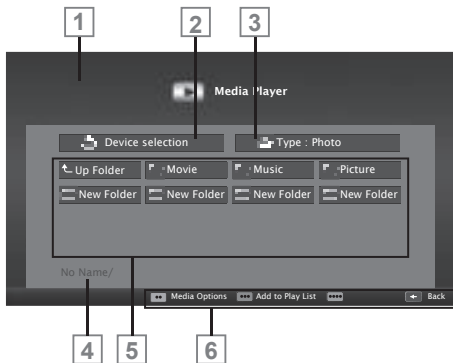 1 2 3
Media Player
Device selection Type : Photo
Up Folder Movie Music Picture
New Folder New Folder New Folder New Folder
No Name/
Media Options Add to Play List Back
4 5 6